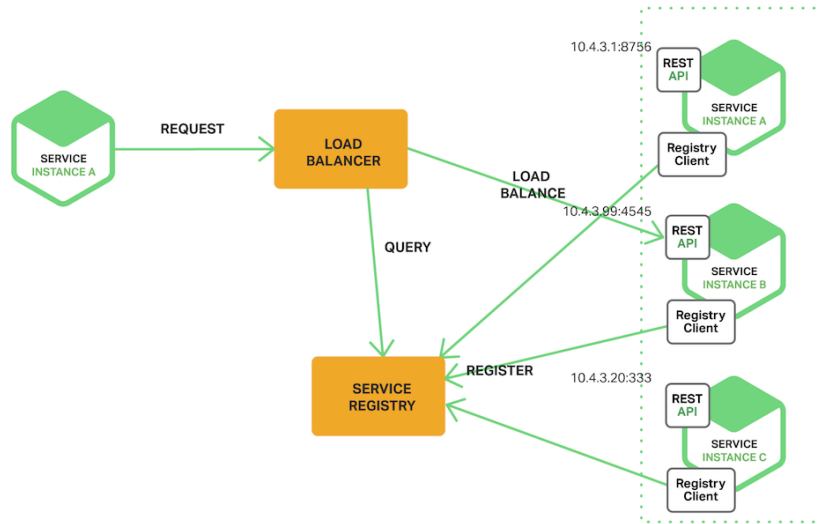 SERVICE
INSTANCE A
REQUEST
LOAD
BALANCER
QUERY
SERVICE
REGISTRY
LOAD
BALANCE
REGISTER
10.4.3.1:8756
REST
API
SERVICE
INSTANCE A
Registry
Client
10.4.3.99:4545
REST
API
SERVICE
INSTANCE B
Registry
Client
10.4.3.20:333
REST
API
SERVICE
INSTANCE C
Registry
Client